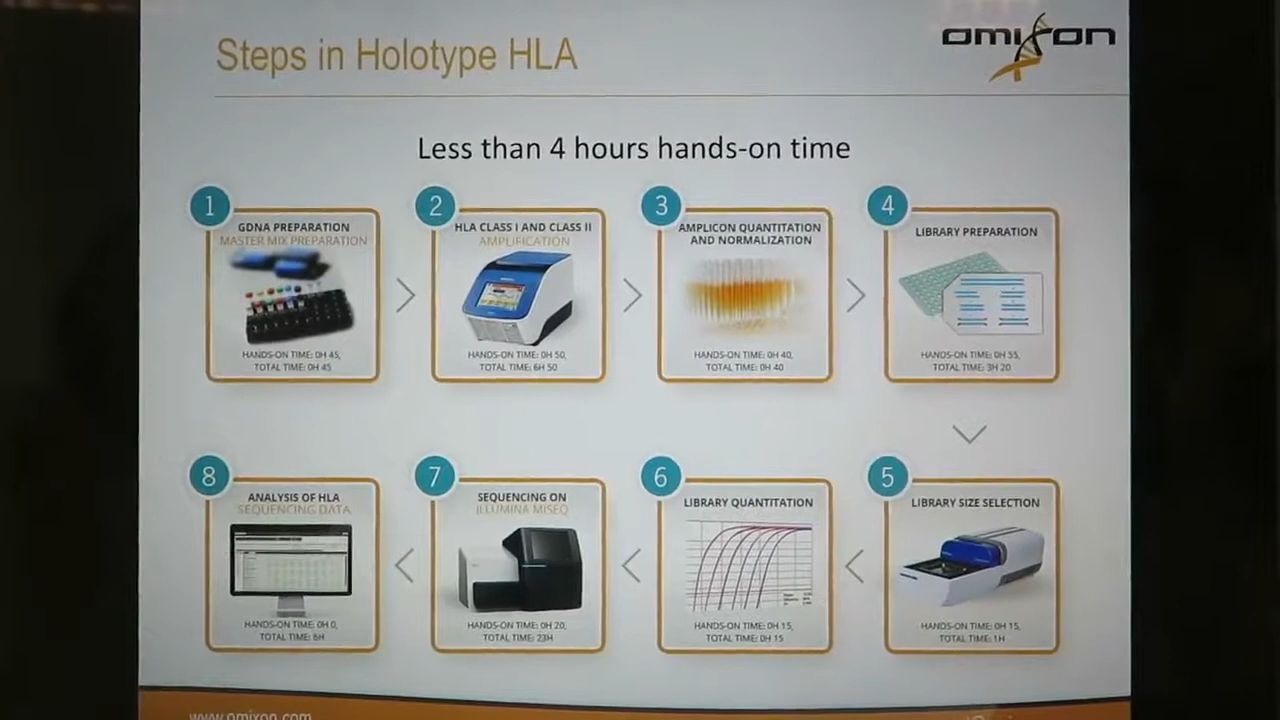 Steps in Holotype HLA
omixon
Less than 4 hours hands-on time
1
GDNA PREPARATION
MASTER MIX PREPARATION
HANDS-ON TIME: 0H 45,
TOTAL TIME: 0H 45
2
HLA CLASS I AND CLASS II
AMPLIFICATION
HANDS-ON TIME: 0H 50,
TOTAL TIME: 6H 50
3
AMPLICON QUANTITATION
AND NORMALIZATION
HANDS-ON TIME: 0H 40,
TOTAL TIME: 0H 40
4
LIBRARY PREPARATION
HANDS-ON TIME: 0H 55,
TOTAL TIME: 3H 20
8
ANALYSIS OF HLA
SEQUENCING DATA
HANDS-ON TIME: 0H 0,
TOTAL TIME: 6H
7
SEQUENCING ON
ILLUMINA MISEQ
HANDS-ON TIME: 0H 20,
TOTAL TIME: 23H
6
LIBRARY QUANTITATION
HANDS-ON TIME: 0H 15,
TOTAL TIME: 0H 15
5
LIBRARY SIZE SELECTION
HANDS-ON TIME: 0H 15,
TOTAL TIME: 1H
www.omixon.com